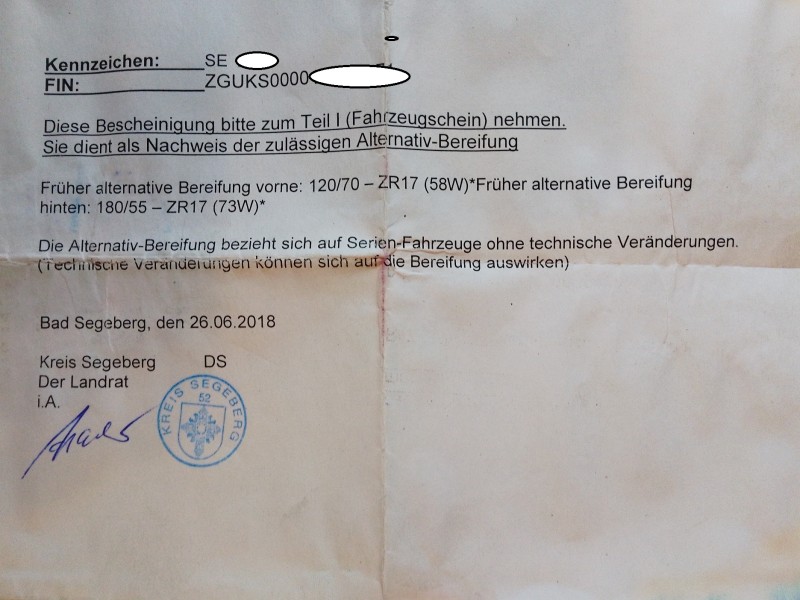 Kennzeichen: SE
FIN: ZGUKS0000
Diese Bescheinigung bitte zum Teil I (Fahrzeugschein) nehmen.
Sie dient als Nachweis der zulässigen Alternativ-Bereifung
Früher alternative Bereifung vorne: 120/70 – ZR17 (58W)*Früher alternative Bereifung
hinten: 180/55 – ZR17 (73W)*
Die Alternativ-Bereifung bezieht sich auf Serien-Fahrzeuge ohne technische Veränderungen.
(Technische Veränderungen können sich auf die Bereifung auswirken)
Bad Segeberg, den 26.06.2018
Kreis Segeberg DS
Der Landrat
i.A.
KREIS SEGEBERG
52